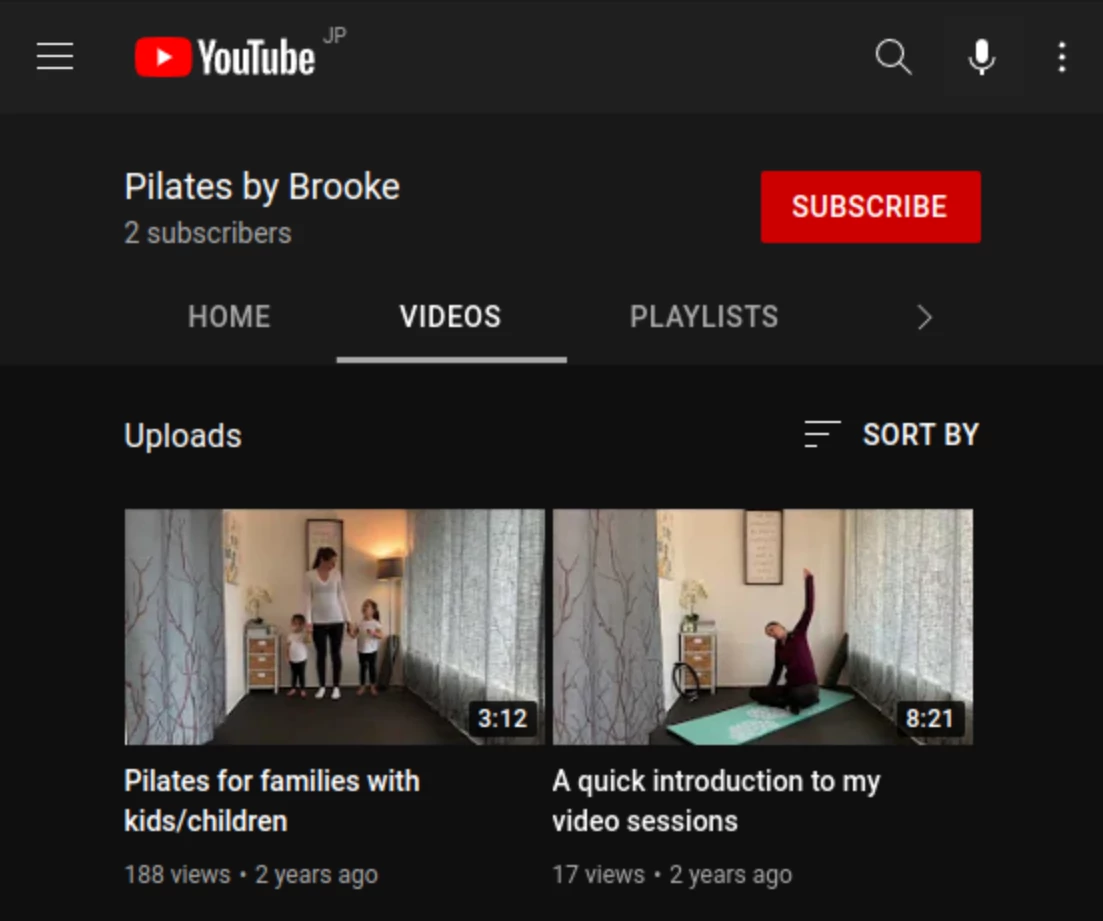 YouTube JP
Pilates by Brooke
SUBSCRIBE
2 subscribers
HOME
VIDEOS
PLAYLISTS
Uploads
SORT BY
3:12
8:21
Pilates for families with
kids/children
188 views • 2 years ago
A quick introduction to my
video sessions
17 views • 2 years ago